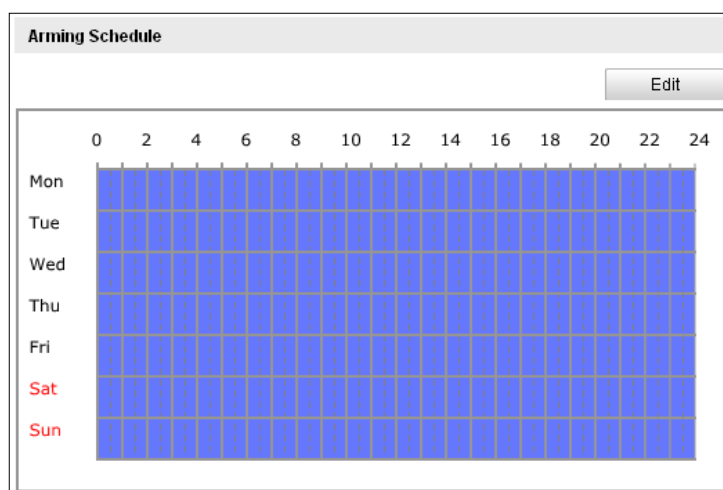 Arming Schedule
Edit
0 2 4 6 8 10 12 14 16 18 20 22 24
Mon
Tue
Wed
Thu
Fri
Sat
Sun